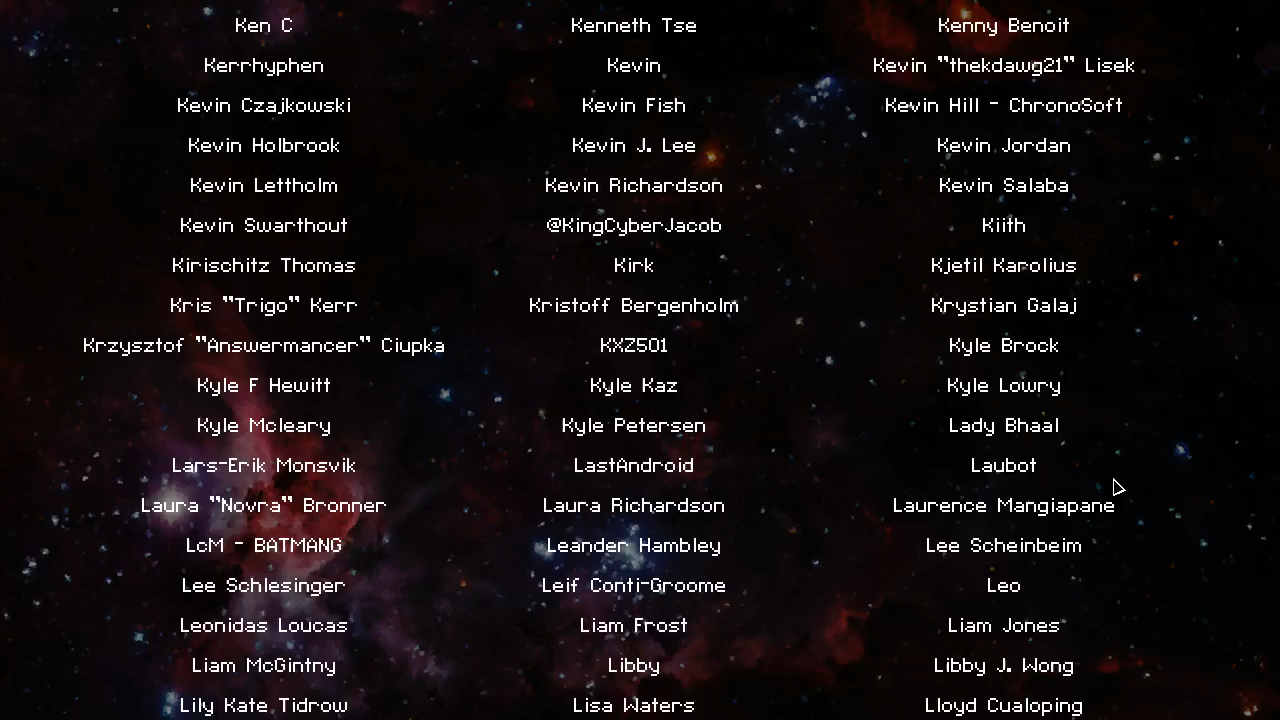 Ken C Kenneth Tse Kenny Benoit
Kerrhyphen Kevin Kevin "thekdawg21" Lisek
Kevin Czajkowski Kevin Fish Kevin Hill - ChronoSoft
Kevin Holbrook Kevin J. Lee Kevin Jordan
Kevin Lettholm Kevin Richardson Kevin Salaba
Kevin Swarthout @KingCyberJacob Kiith
Kirischitz Thomas Kirk Kjetil Karolius
Kris "Trigo" Kerr Kristoff Bergenholm Krystian Galaj
Krzysztof "Answermancer" Ciupka KXZ501 Kyle Brock
Kyle F Hewitt Kyle Kaz Kyle Lowry
Kyle Mcleary Kyle Petersen Lady Bhaal
Lars-Erik Monsvik LastAndroid Laubot
Laura "Novra" Bronner Laura Richardson Laurence Mangiapane
LcM - BATMANG Leander Hambley Lee Scheinbeim
Lee Schlesinger Leif Conti-Groome Leo
Leonidas Loucas Liam Frost Liam Jones
Liam McGintny Libby Libby J. Wong
Lily Kate Tidrow Lisa Waters Lloyd Cualoping